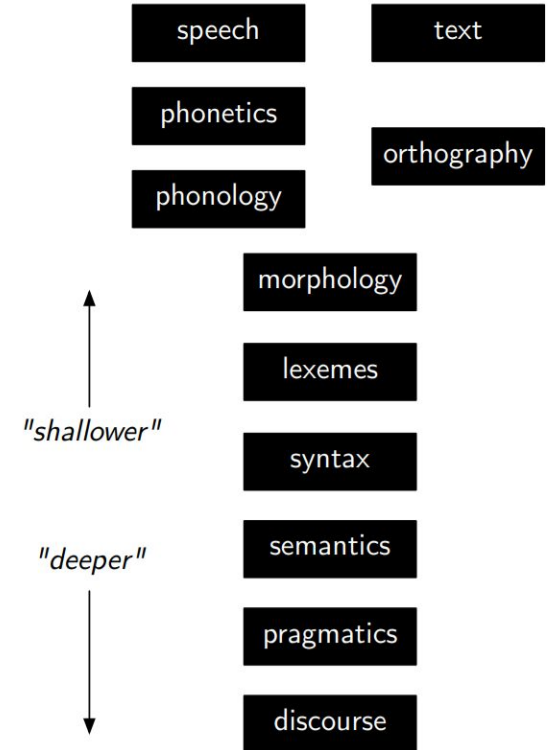 speech
text
phonetics
orthography
phonology
morphology
lexemes
"shallower"
syntax
semantics
"deeper"
pragmatics
discourse